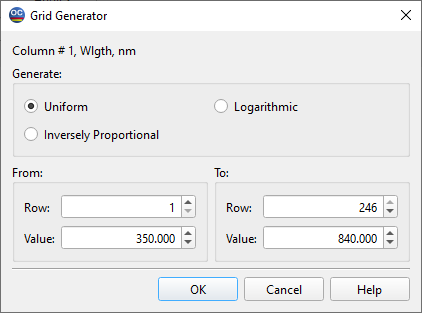 OC Grid Generator
Column # 1, Wlgth, nm
Generate:
Uniform Logarithmic
Inversely Proportional
From: To:
Row: 1 Row: 246
Value: 350.000 Value: 840.000
OK Cancel Help